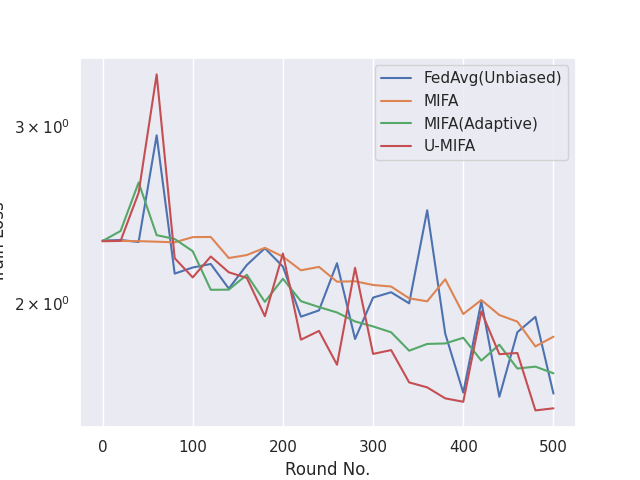 FedAvg(Unbiased)
MIFA
MIFA(Adaptive)
U-MIFA
3 × 10⁰
2 × 10⁰
0 100 200 300 400 500
Round No.